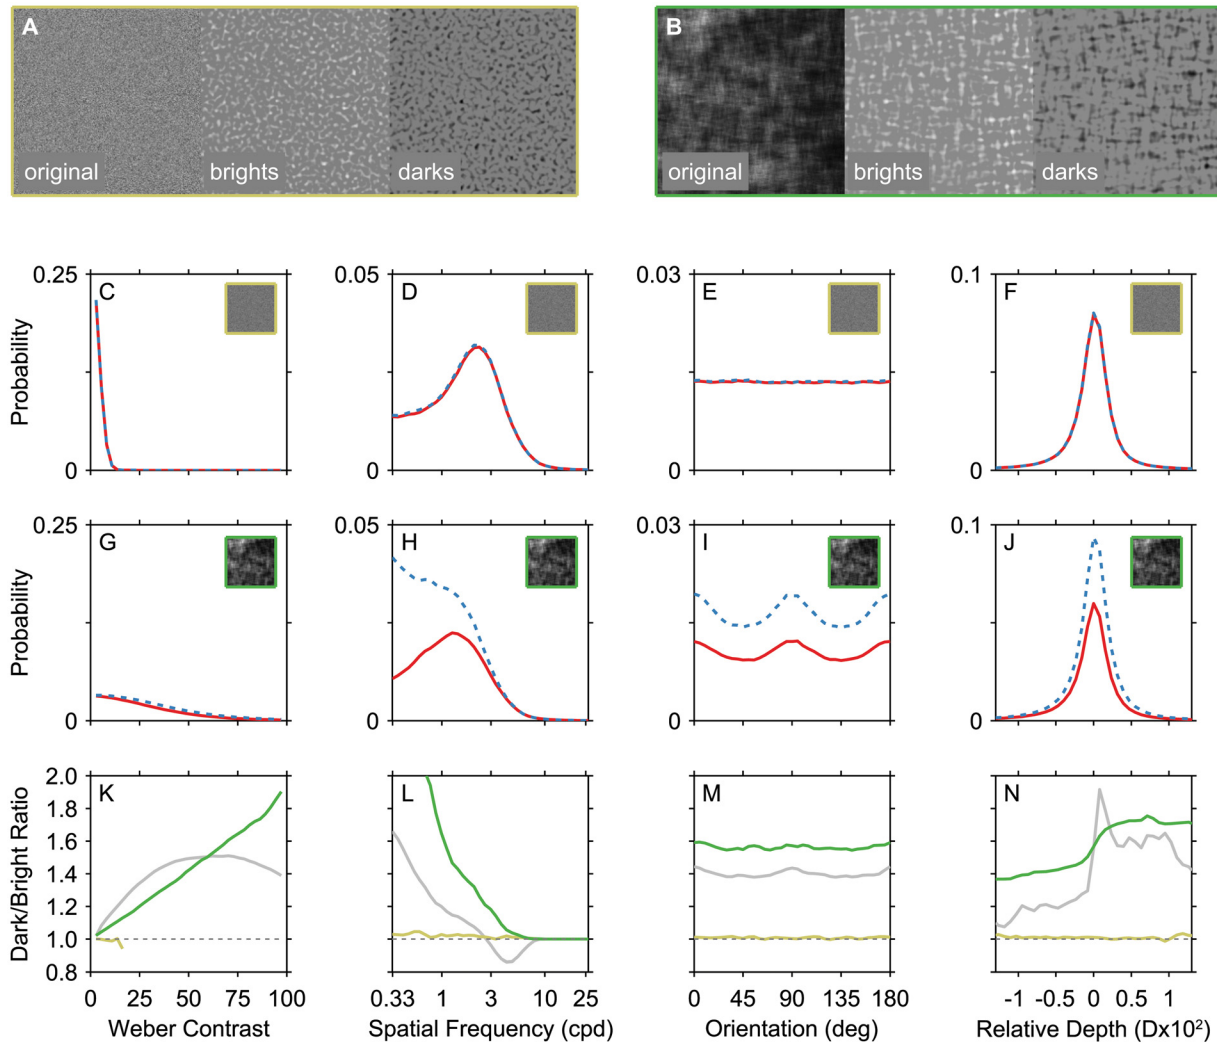 A B
original brights darks original brights darks
0.25 C 0.05 D 0.03 E 0.1 F
Probability
0 0 0 0
0.25 G 0.05 H 0.03 I 0.1 J
Probability
0 0 0 0
2.0 K L M N
1.8
1.6
1.4
1.2
1.0
0.8
Dark/Bright Ratio
0 25 50 75 100 0.33 1 3 10 25 0 45 90 135 180 -1 -0.5 0 0.5 1
Weber Contrast Spatial Frequency (cpd) Orientation (deg) Relative Depth (Dx10²)